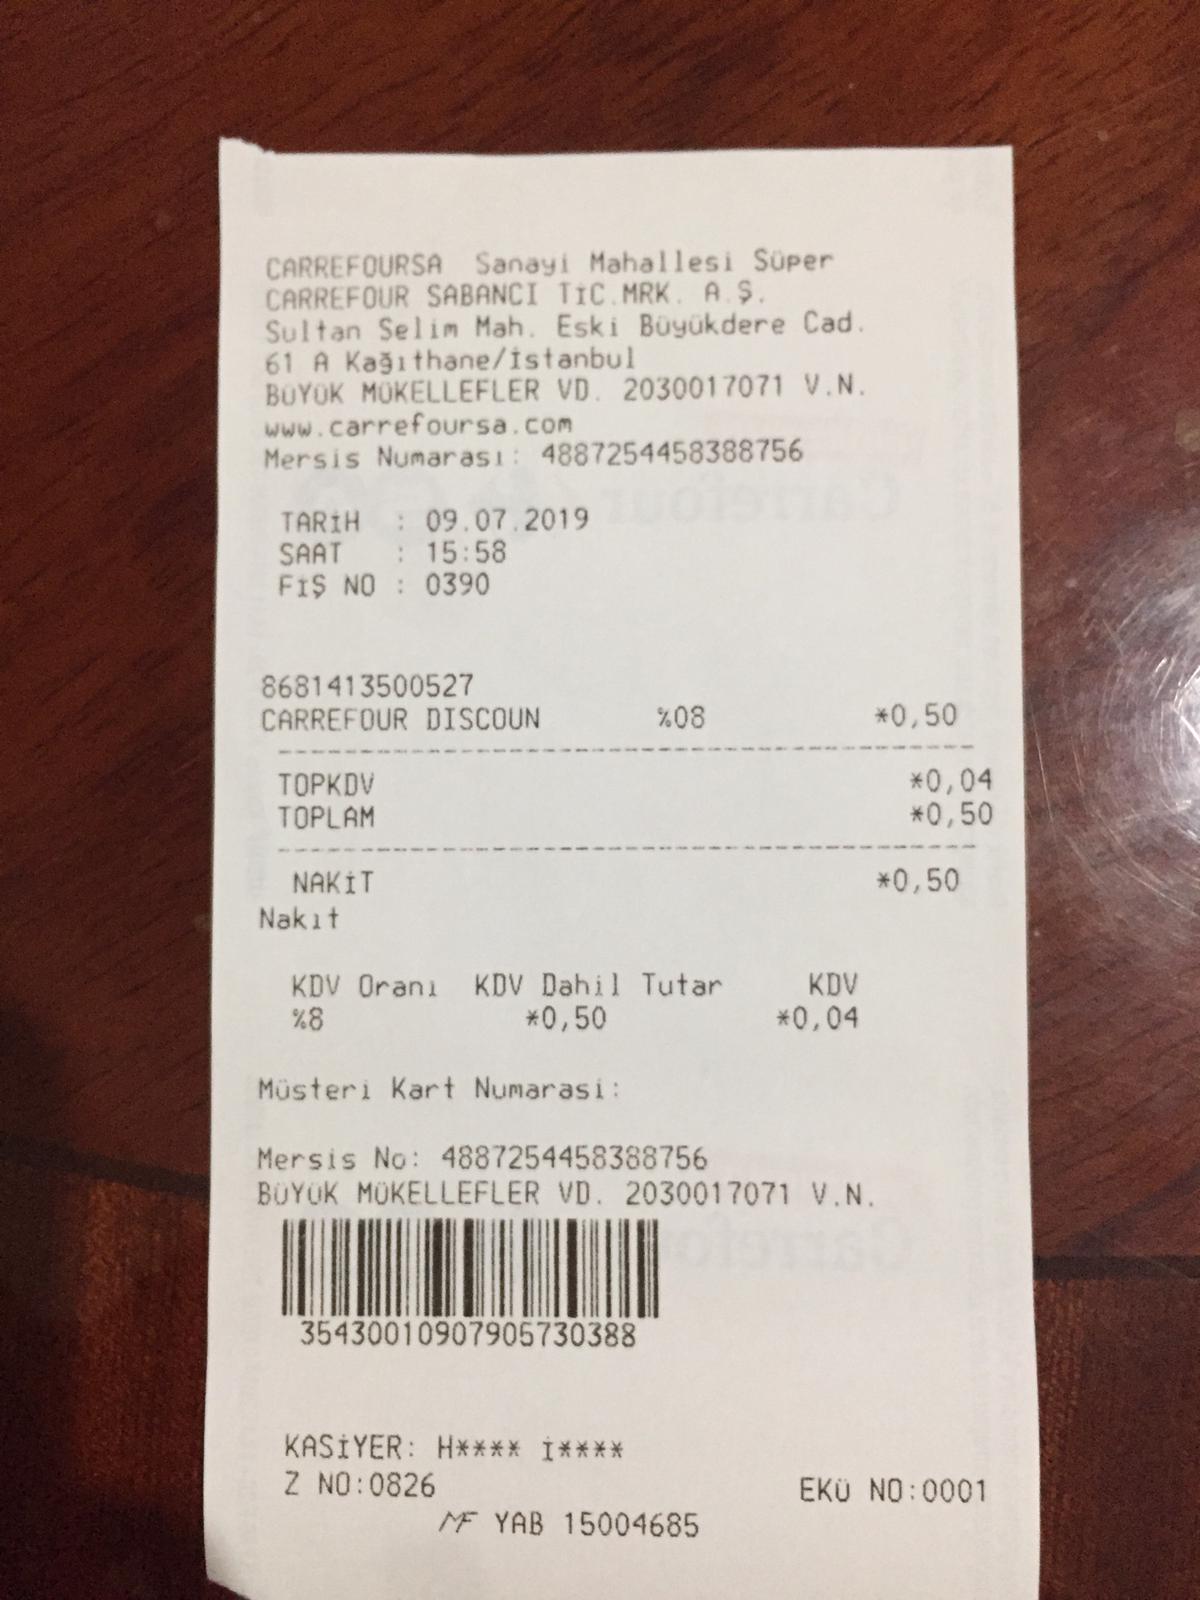 CARREFOURSA Sanayi Mahallesi Süper
CARREFOUR SABANCI TİC.MRK. A.Ş.
Sultan Selim Mah. Eski Büyükdere Cad.
61 A Kağıthane/İstanbul
BÜYÜK MÜKELLEFLER VD. 2030017071 V.N.
www.carrefoursa.com
Mersis Numarası: 4887254458388756
TARİH : 09.07.2019
SAAT : 15:58
FİŞ NO : 0390
8681413500527
CARREFOUR DISCOUN %08 *0,50
TOPKDV *0,04
TOPLAM *0,50
NAKİT *0,50
Nakıt
KDV Oranı KDV Dahil Tutar KDV
%8 *0,50 *0,04
Müsteri Kart Numarasi:
Mersis No: 4887254458388756
BÜYÜK MÜKELLEFLER VD. 2030017071 V.N.
35430010907905730388
KASİYER: H**** İ****
Z NO:0826 EKÜ NO:0001
MF YAB 15004685